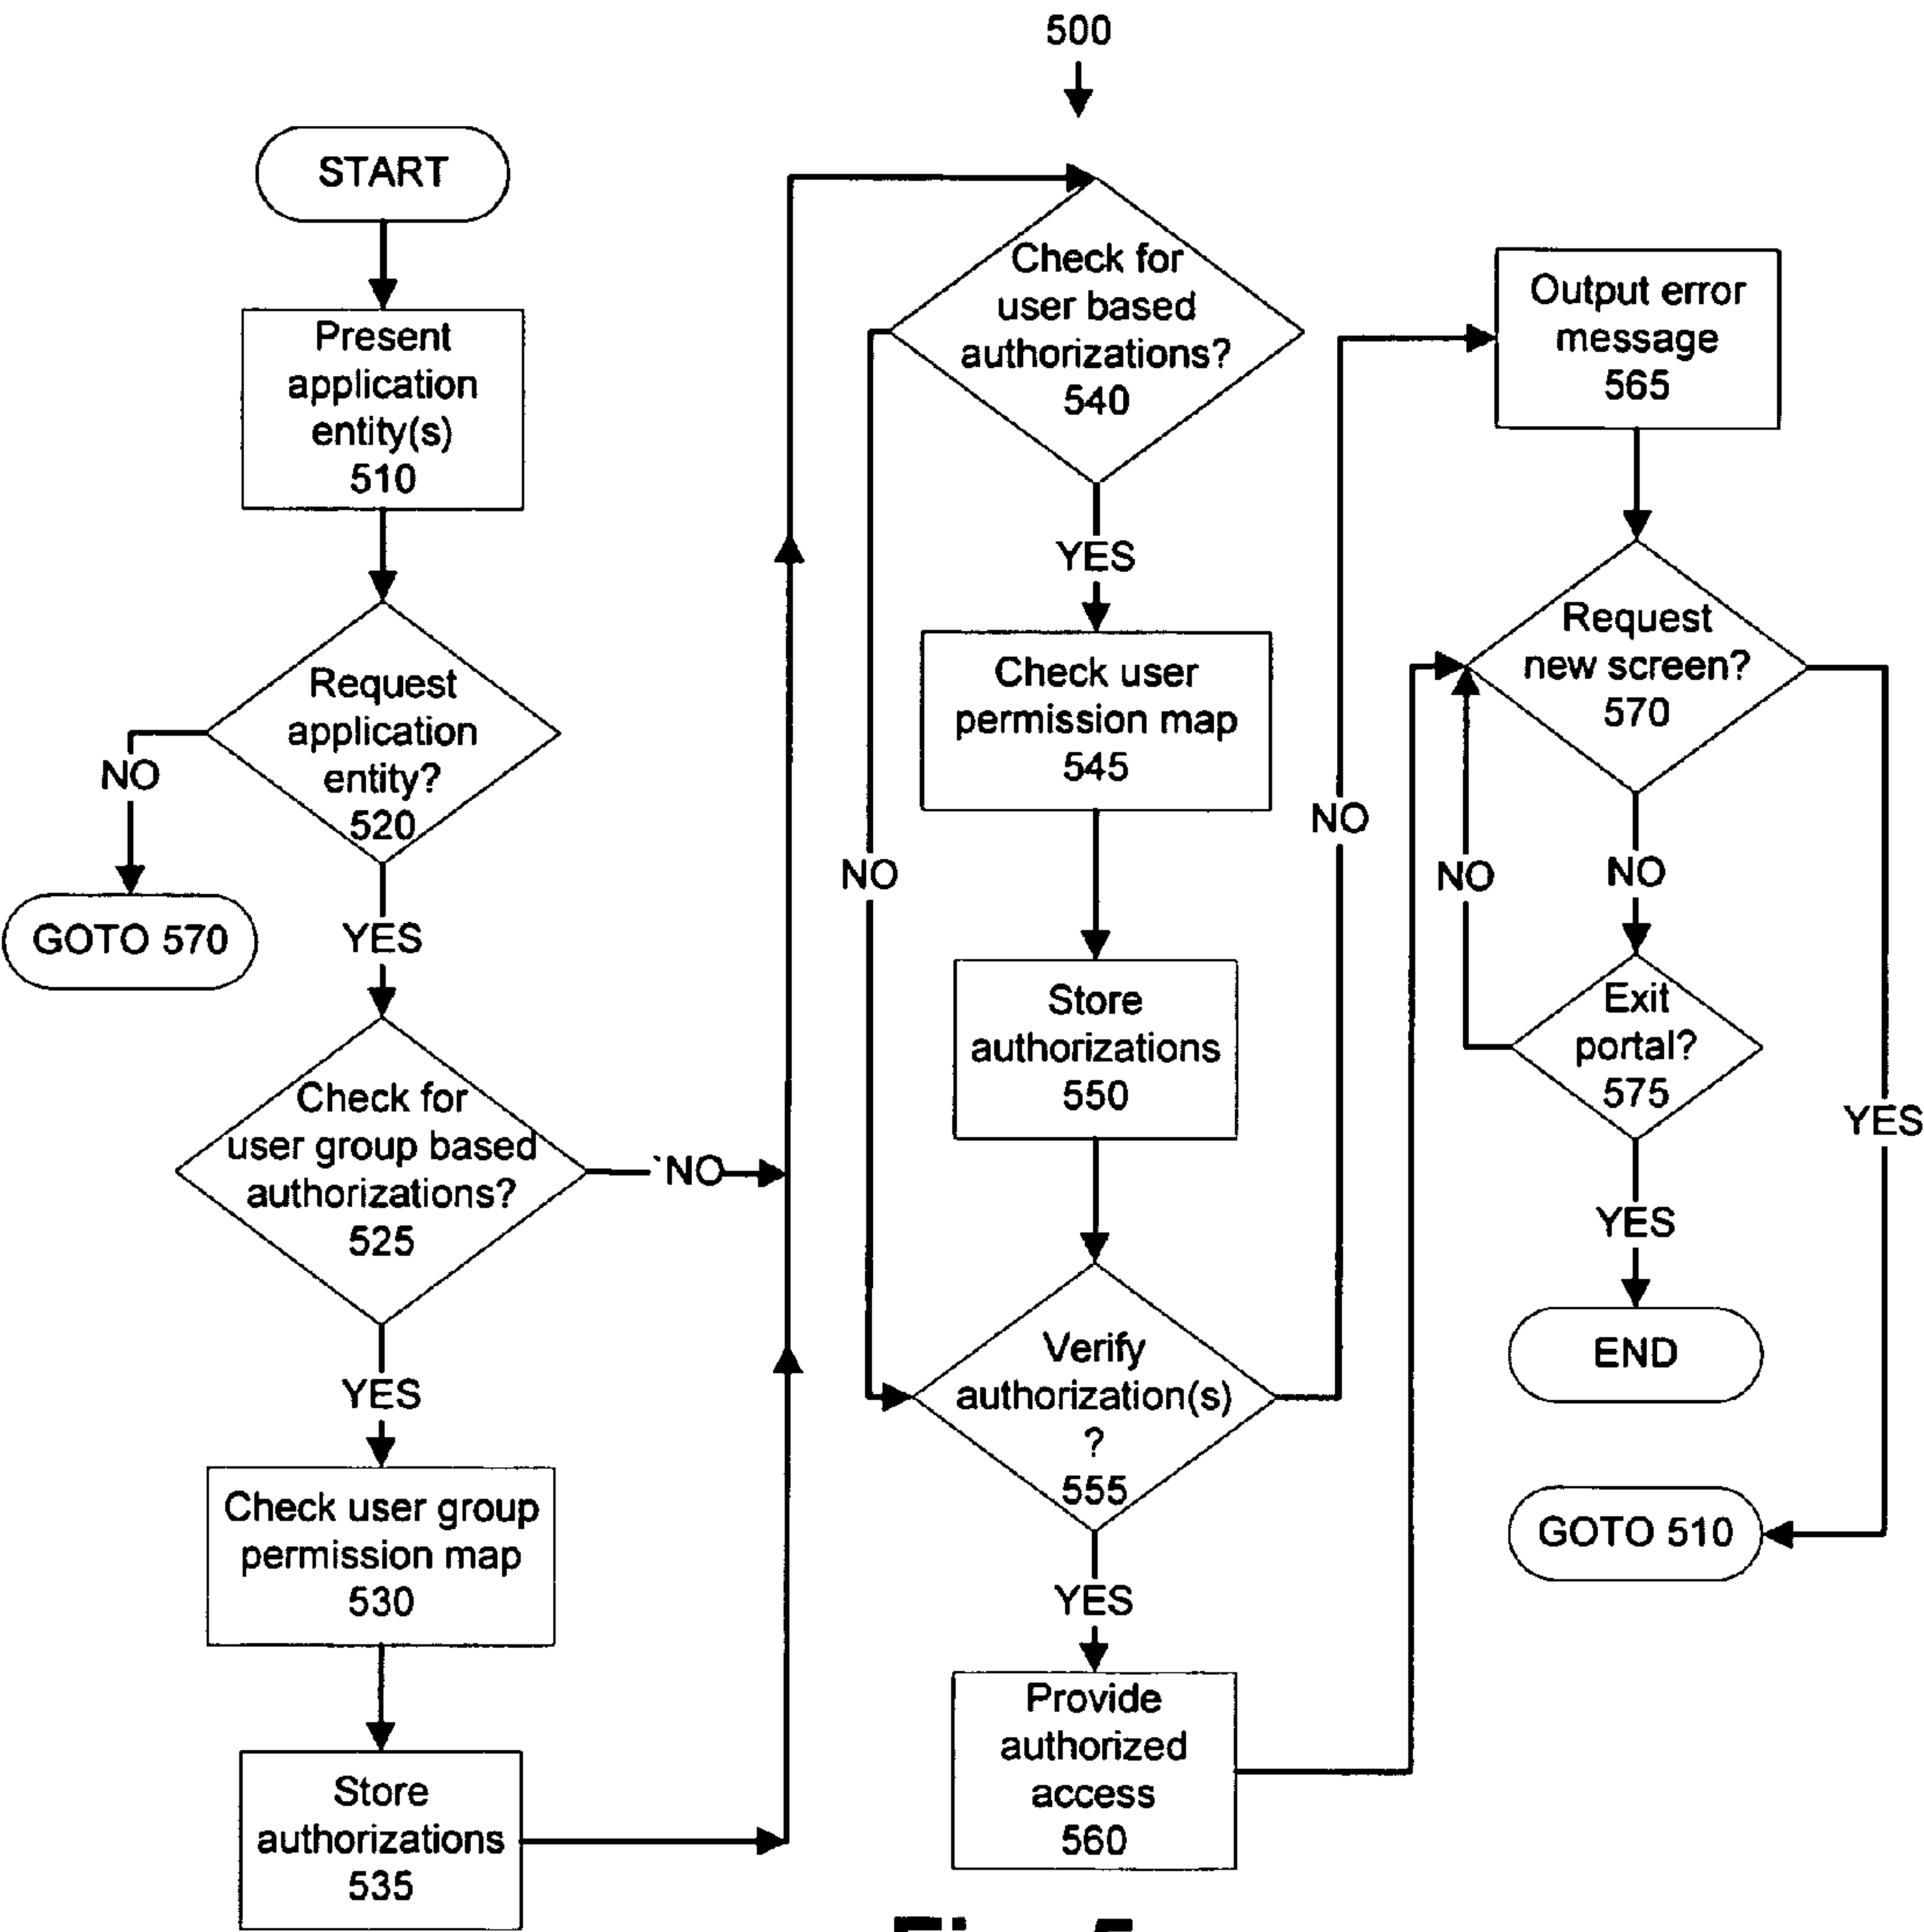 500
START
Present
application
entity(s)
510
Request
application
entity?
520
NO
GOTO 570
YES
Check for
user group based
authorizations?
525
`NO
YES
Check user group
permission map
530
Store
authorizations
535
Check for
user based
authorizations?
540
YES
NO
Check user
permission map
545
Store
authorizations
550
Verify
authorization(s)
?
555
NO
YES
Provide
authorized
access
560
Output error
message
565
Request
new screen?
570
NO
NO
YES
Exit
portal?
575
YES
END
GOTO 510